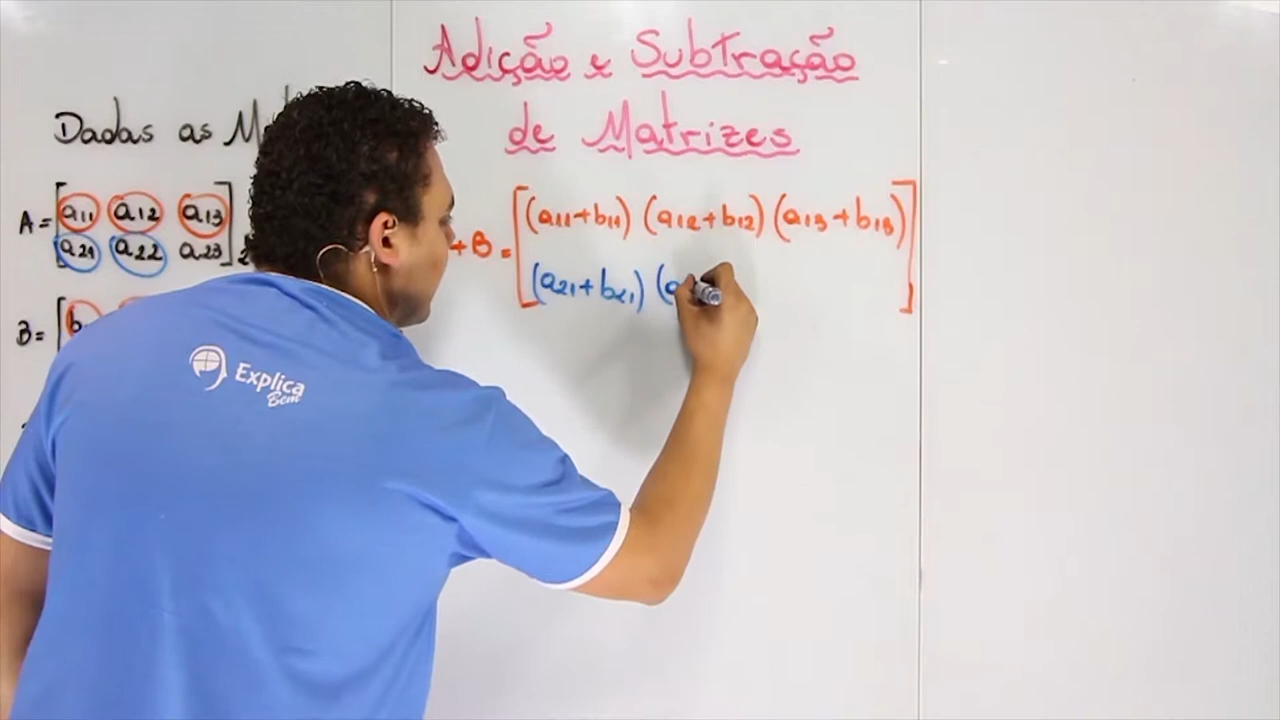 Adição e Subtração
de Matrizes
Dadas as
A = [a11 a12 a13
a21 a22 a23] 2
B = [b
+ B = [(a11+b11) (a12+b12) (a13+b13)
(a21+b21) (a ]
Explica
Bem